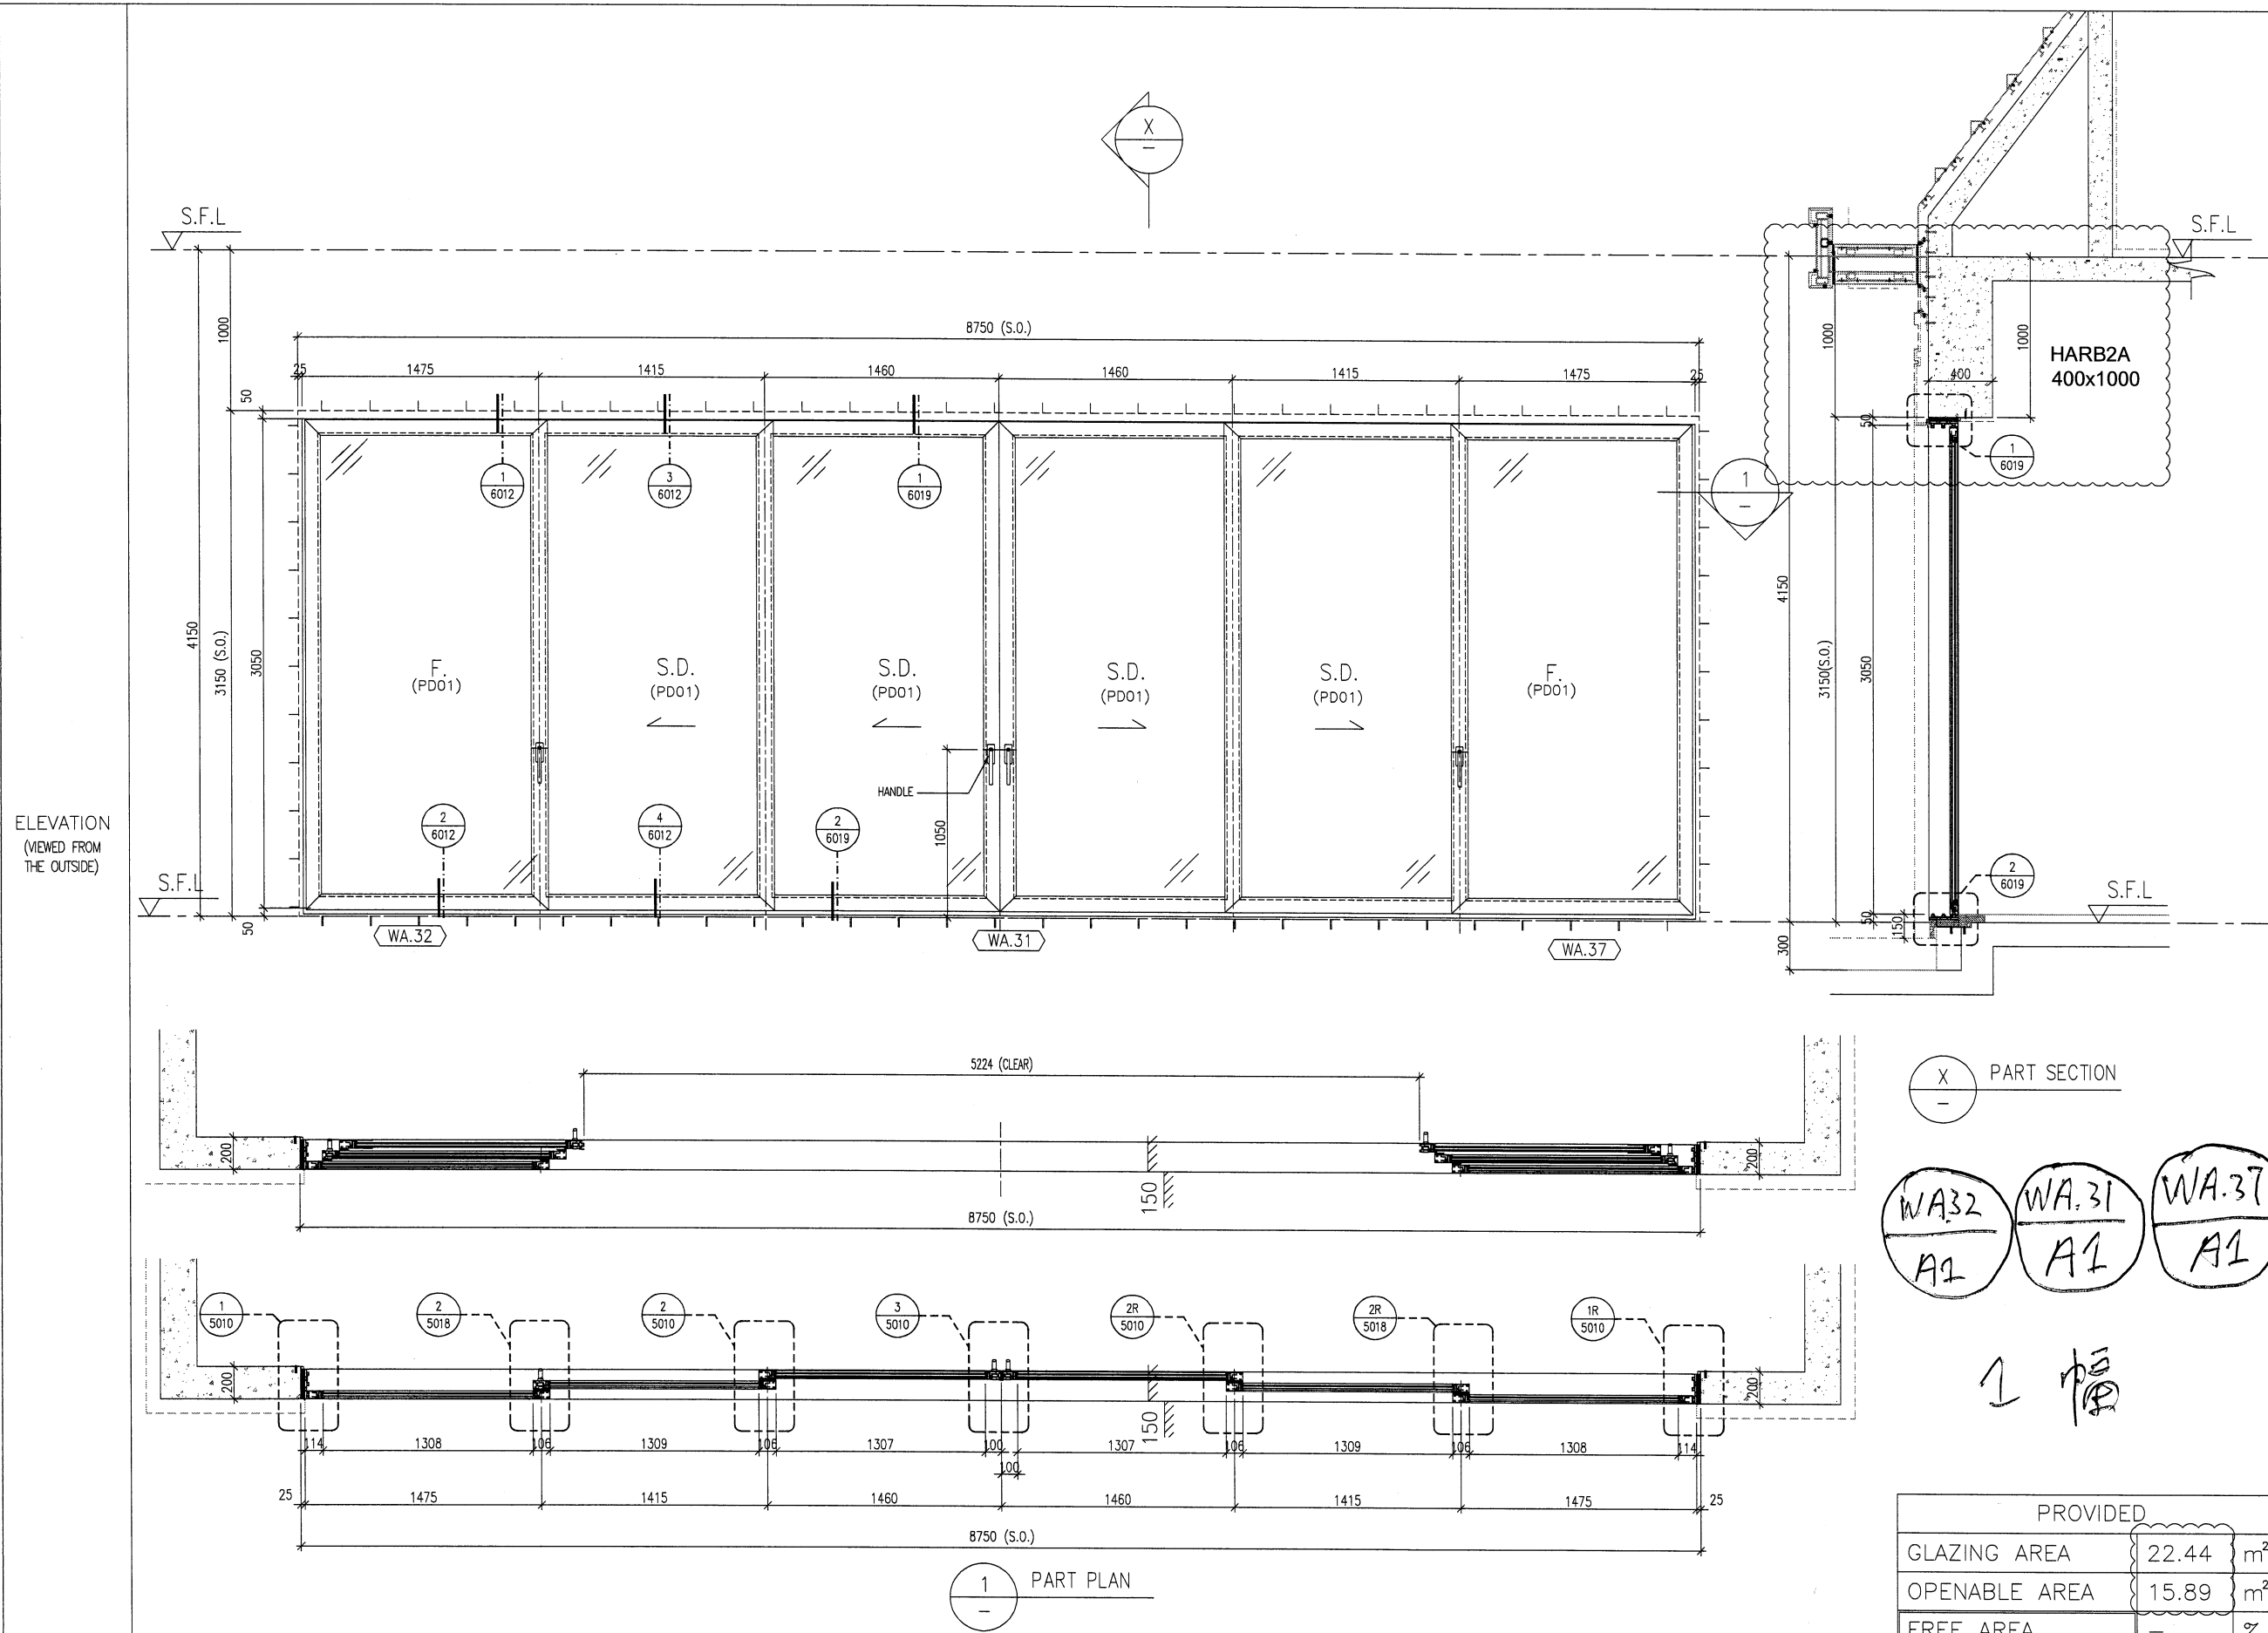 ELEVATION
(VIEWED FROM
THE OUTSIDE)
X
–
S.F.L
S.F.L
8750 (S.O.)
25 1475 1415 1460 1460 1415 1475 25
1000
50
4150
3150 (S.O.)
3050
50
1
6012
3
6012
1
6019
1
–
F.
(PD01)
S.D.
(PD01)
S.D.
(PD01)
S.D.
(PD01)
S.D.
(PD01)
F.
(PD01)
HANDLE
1050
2
6012
4
6012
2
6019
S.F.L
WA.32
WA.31
WA.37
1000
1000
400
HARB2A
400x1000
50
1
6019
4150
3150(S.O.)
3050
2
6019
S.F.L
50
150
300
X
–
PART SECTION
5224 (CLEAR)
200
200
150
8750 (S.O.)
WA32
A1
WA.31
A1
WA.37
A1
1 幅
1
5010
2
5018
2
5010
3
5010
2R
5010
2R
5018
1R
5010
200
200
150
114 1308 106 1309 106 1307 100 1307 106 1309 106 1308 114
100
25 1475 1415 1460 1460 1415 1475 25
8750 (S.O.)
1
–
PART PLAN
PROVIDED
GLAZING AREA 22.44 m²
OPENABLE AREA 15.89 m²
FREE AREA – %